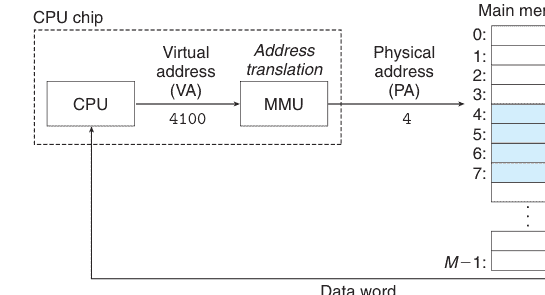 CPU chip
Main mem
Virtual
address
(VA)
Address
translation
Physical
address
(PA)
CPU
MMU
4100
4
0:
1:
2:
3:
4:
5:
6:
7:
M−1:
Data word